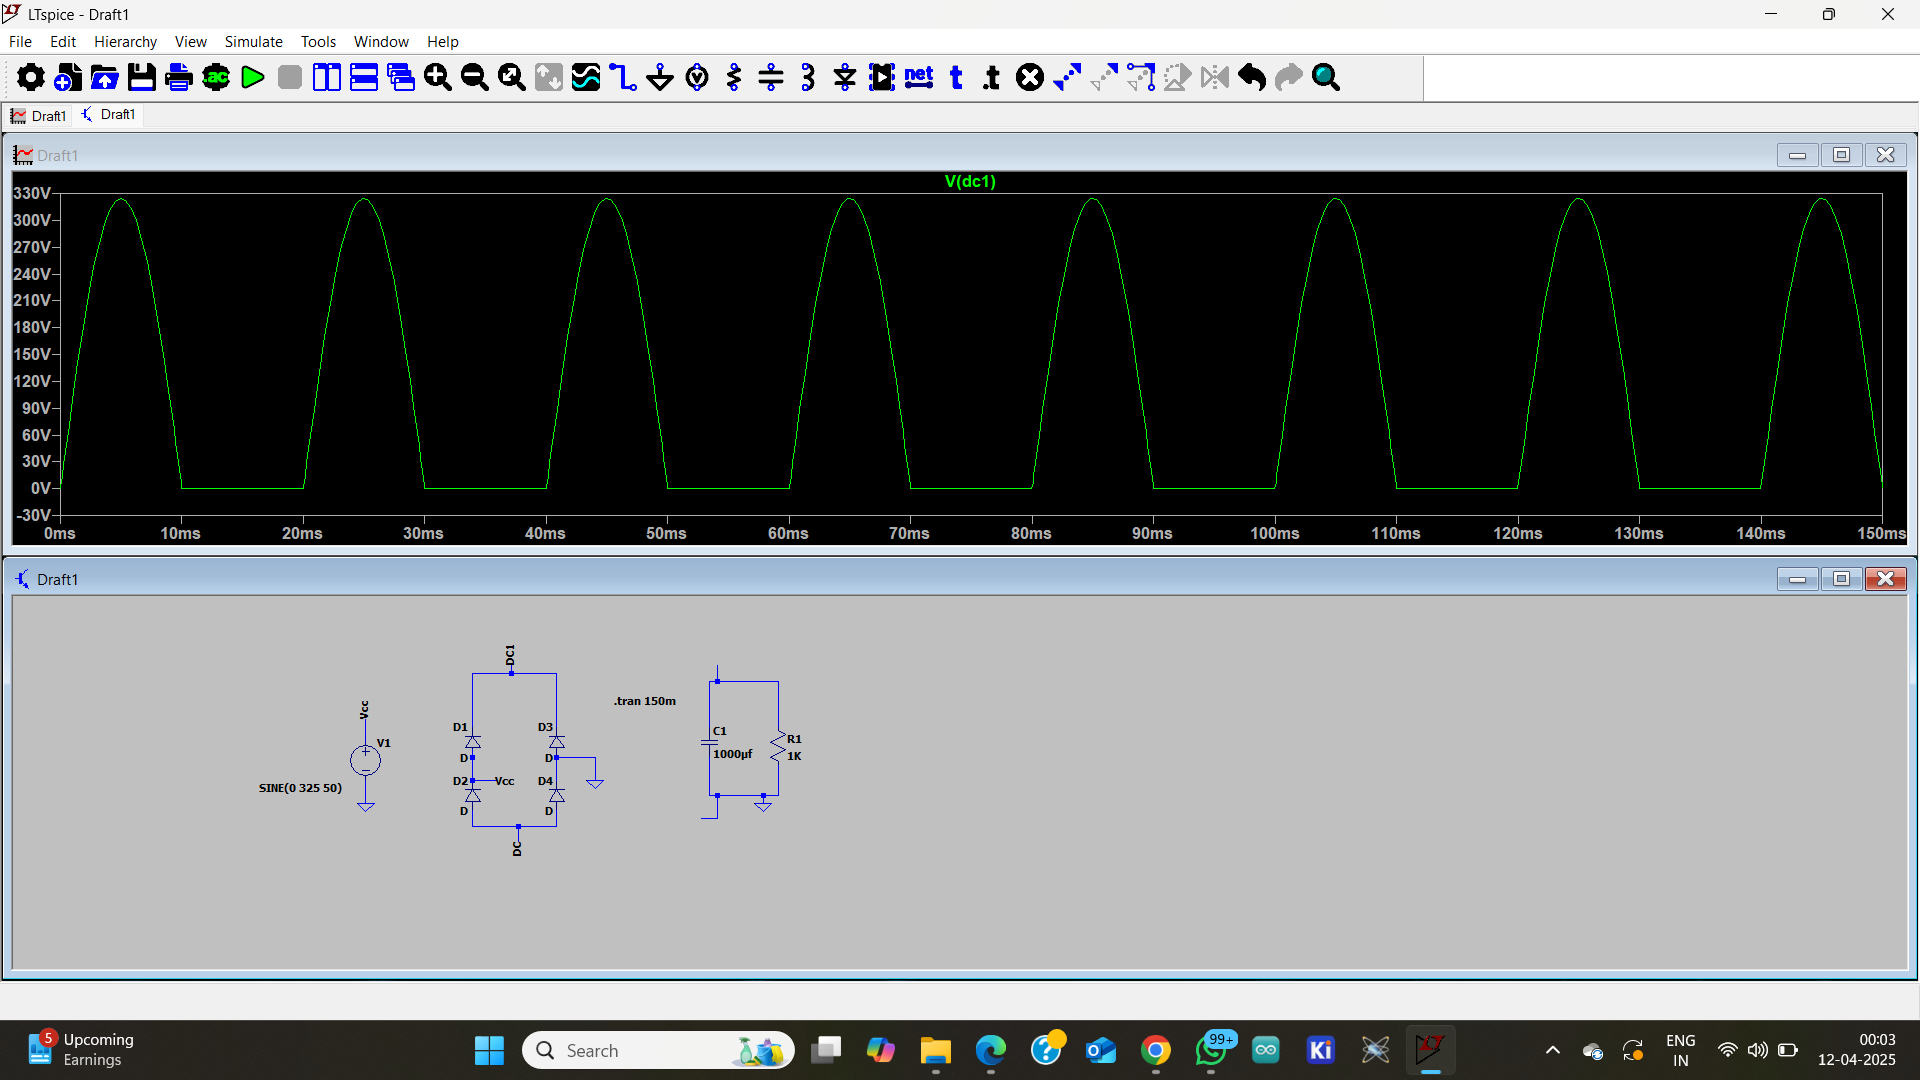 LTspice - Draft1
File Edit Hierarchy View Simulate Tools Window Help
.ac net t .t
Draft1 Draft1
Draft1
V(dc1)
330V
300V
270V
240V
210V
180V
150V
120V
90V
60V
30V
0V
-30V
0ms 10ms 20ms 30ms 40ms 50ms 60ms 70ms 80ms 90ms 100ms 110ms 120ms 130ms 140ms 150ms
Draft1
DC1
.tran 150m
Vcc
V1
SINE(0 325 50)
D1 D3
D D
D2 Vcc D4
D D
DC
C1
1000µf
R1
1K
5 Upcoming
Earnings
Search
99+
Ki
ENG
IN
00:03
12-04-2025